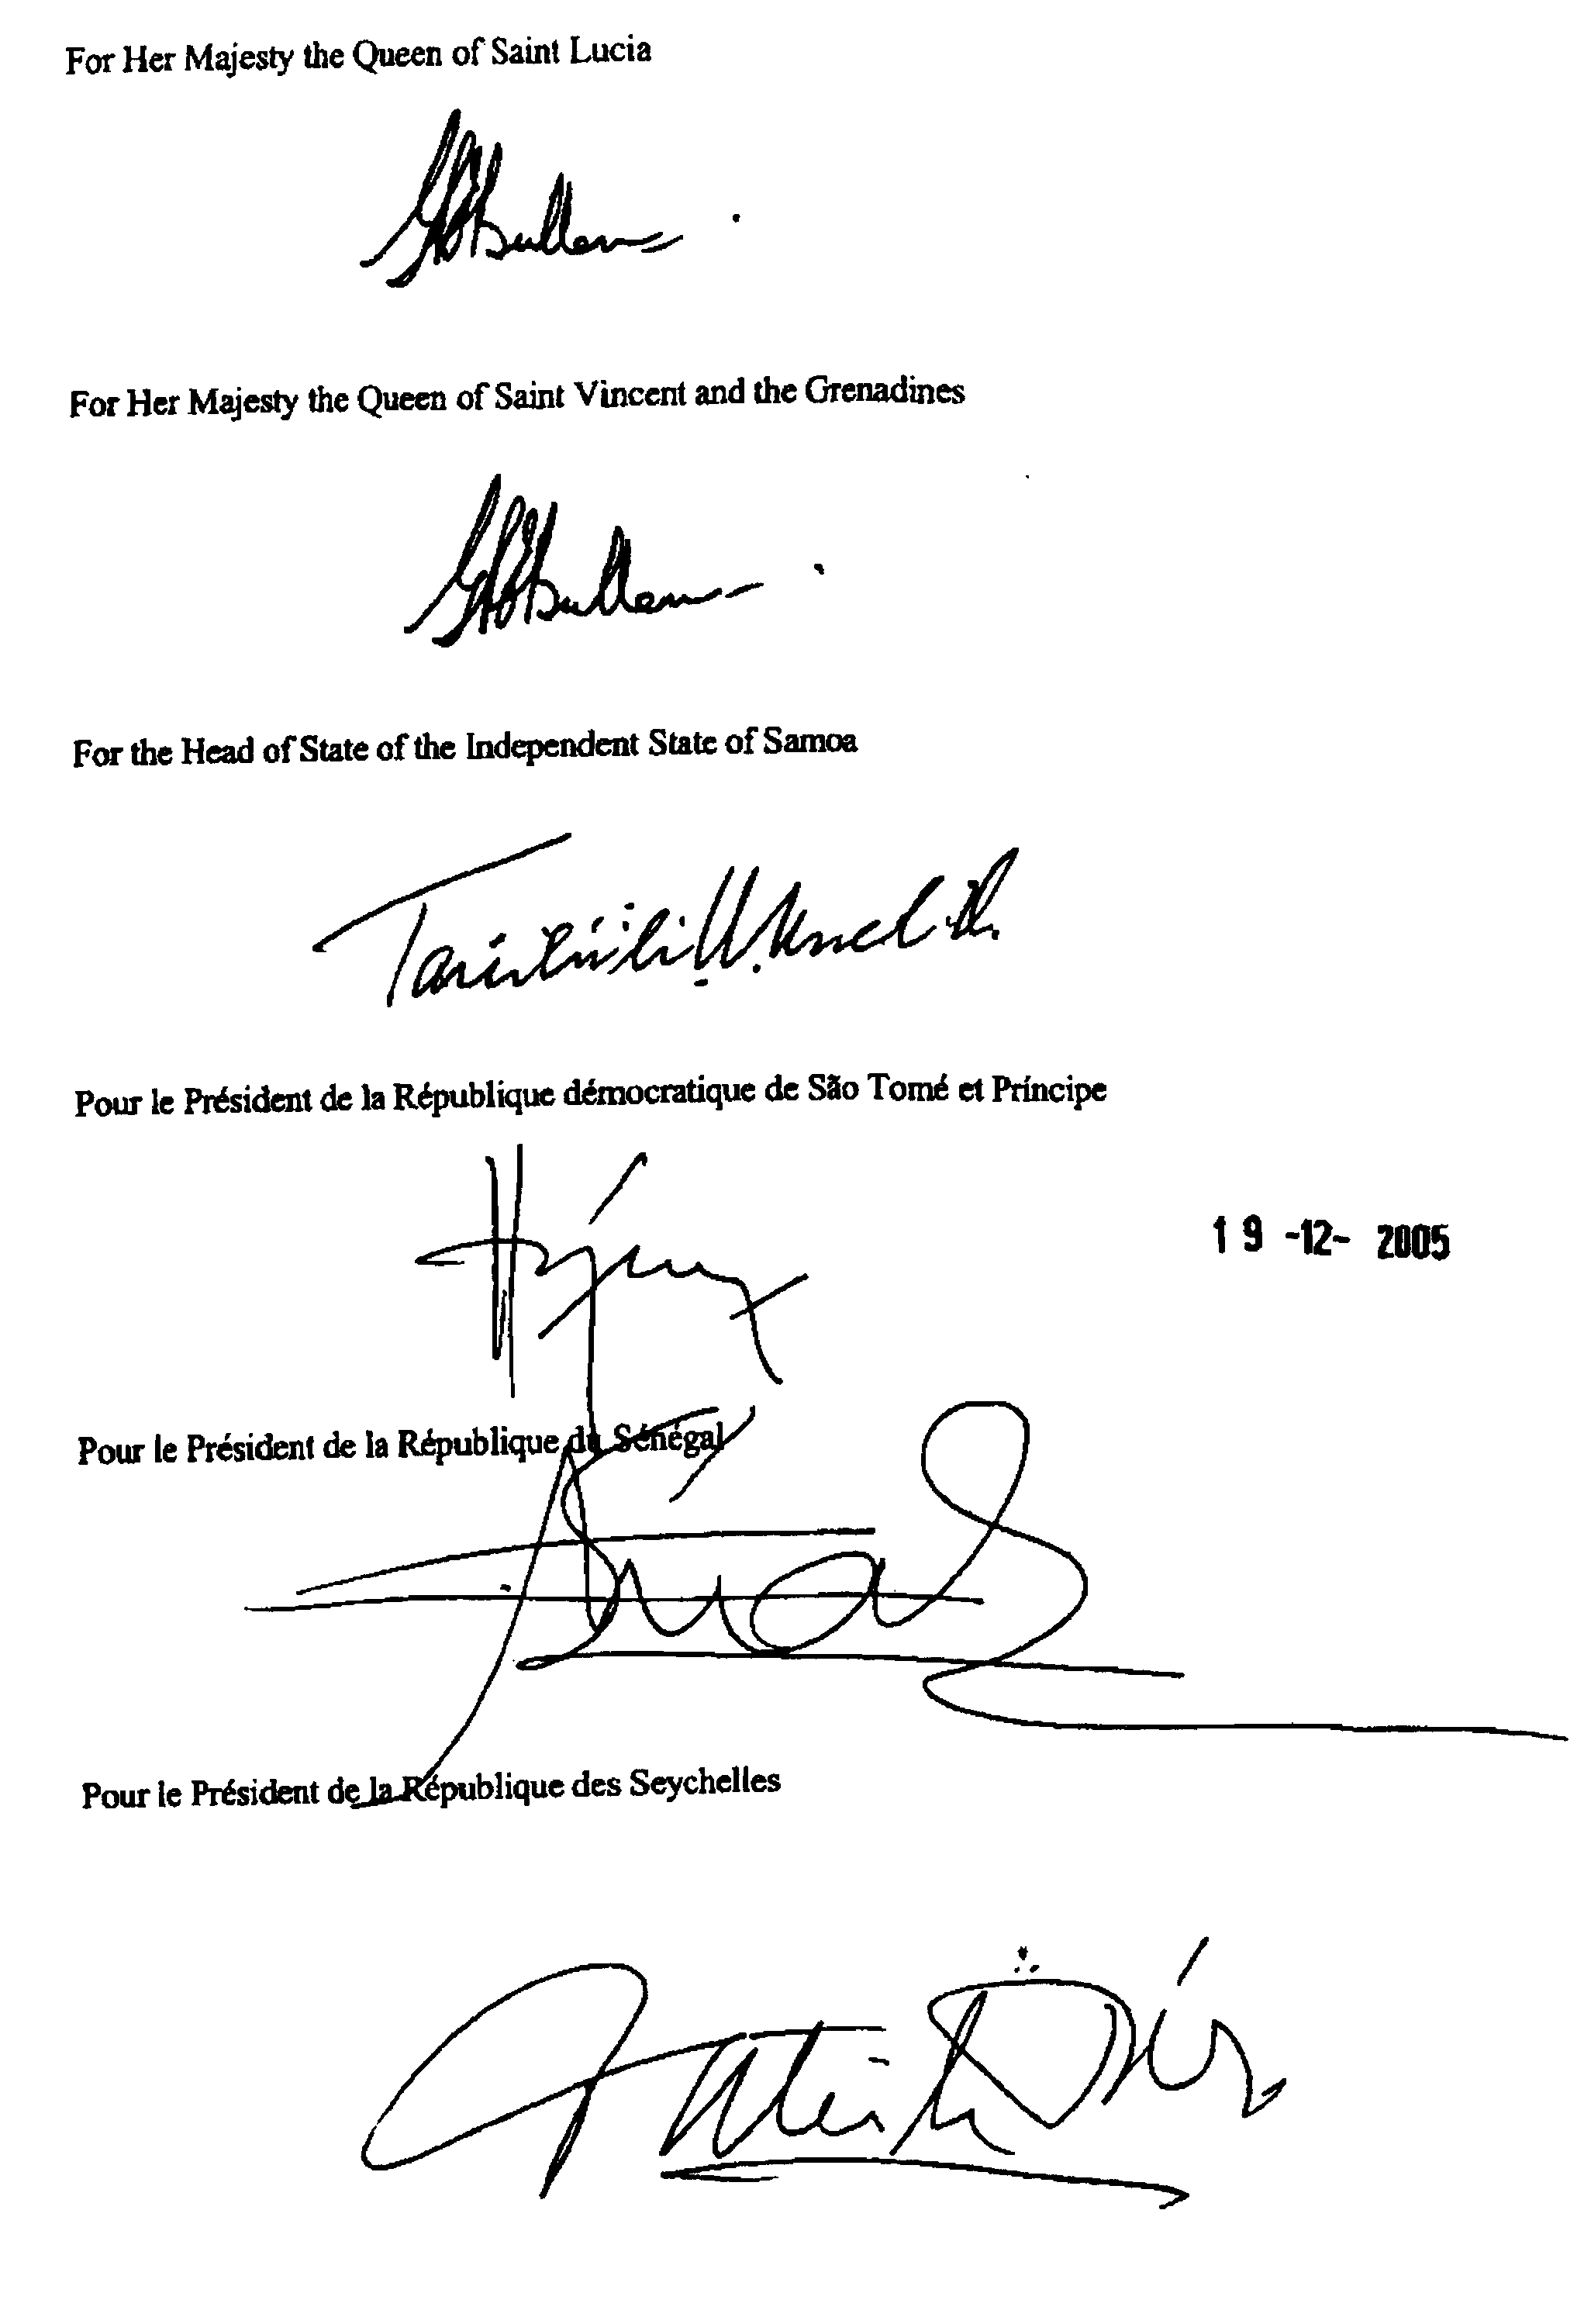 For Her Majesty the Queen of Saint Lucia
For Her Majesty the Queen of Saint Vincent and the Grenadines
For the Head of State of the Independent State of Samoa
Pour le Président de la République démocratique de São Tomé et Príncipe
19 -12- 2005
Pour le Président de la République du Sénégal
Pour le Président de la République des Seychelles